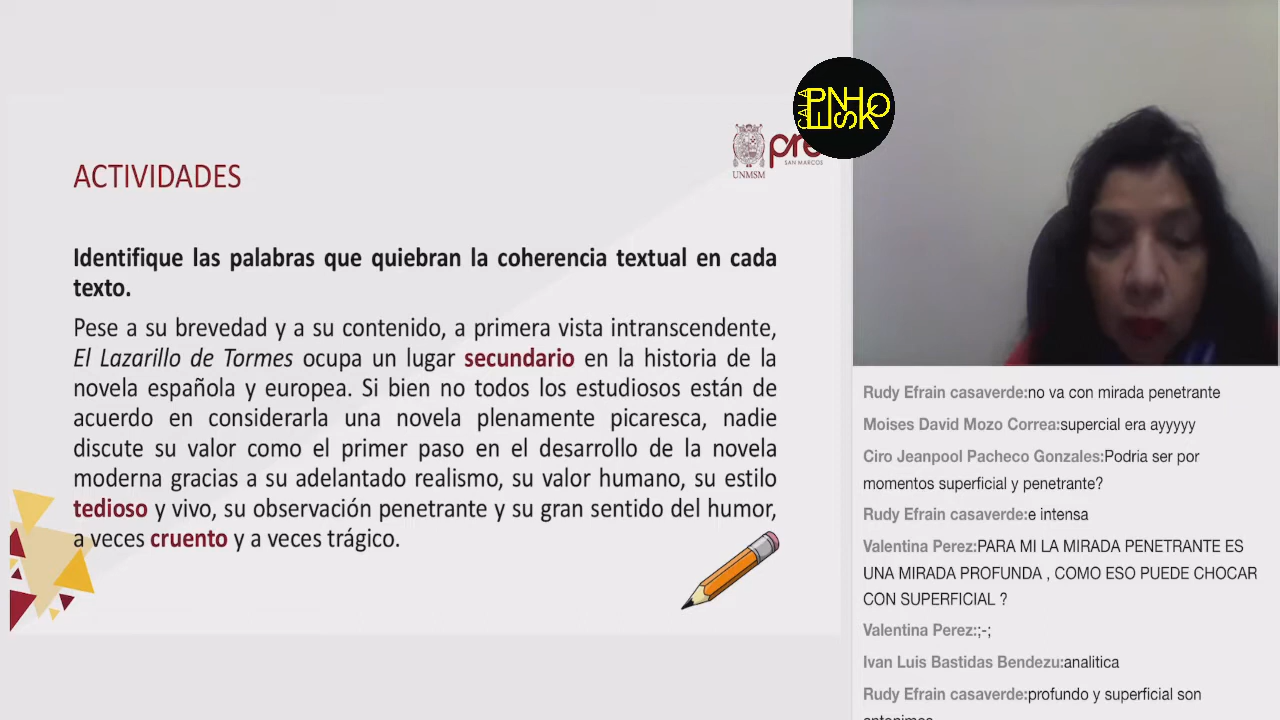 CALA
PNHO
ESK
pre
SAN MARCOS
UNMSM
ACTIVIDADES
Identifique las palabras que quiebran la coherencia textual en cada
texto.
Pese a su brevedad y a su contenido, a primera vista intranscendente,
El Lazarillo de Tormes ocupa un lugar secundario en la historia de la
novela española y europea. Si bien no todos los estudiosos están de
acuerdo en considerarla una novela plenamente picaresca, nadie
discute su valor como el primer paso en el desarrollo de la novela
moderna gracias a su adelantado realismo, su valor humano, su estilo
tedioso y vivo, su observación penetrante y su gran sentido del humor,
a veces cruento y a veces trágico.
Rudy Efrain casaverde:no va con mirada penetrante
Moises David Mozo Correa:supercial era ayyyyy
Ciro Jeanpool Pacheco Gonzales:Podria ser por
momentos superficial y penetrante?
Rudy Efrain casaverde:e intensa
Valentina Perez:PARA MI LA MIRADA PENETRANTE ES
UNA MIRADA PROFUNDA , COMO ESO PUEDE CHOCAR
CON SUPERFICIAL ?
Valentina Perez:;-;
Ivan Luis Bastidas Bendezu:analitica
Rudy Efrain casaverde:profundo y superficial son